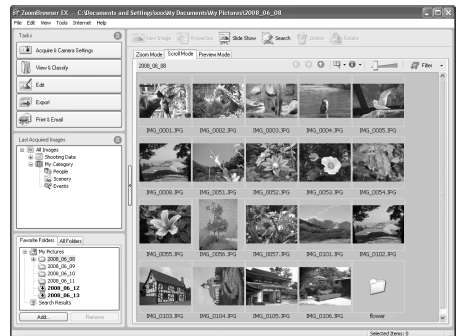 ZoomBrowser EX - C:\Documents and Settings\xxxx\My Documents\My Pictures\2008_06_08
File Edit View Tools Internet Help
Tasks
Acquire & Camera Settings
View & Classify
Edit
Export
Print & Email
View Image Properties Slide Show Search Delete Rotate
Zoom Mode Scroll Mode Preview Mode
2008_06_08 Filter
IMG_0001.JPG IMG_0002.JPG IMG_0003.JPG IMG_0004.JPG IMG_0005.JPG
IMG_0051.JPG IMG_0052.JPG IMG_0053.JPG IMG_0054.JPG
IMG_0055.JPG IMG_0056.JPG IMG_0057.JPG IMG_0101.JPG IMG_0102.JPG
IMG_0103.JPG IMG_0104.JPG IMG_0105.JPG IMG_0106.JPG flower
Last Acquired Images
All Images
Shooting Date
My Category
People
Scenery
Events
Favorite Folders All Folders
My Pictures
2008_06_08
2008_06_09
2008_06_10
2008_06_11
2008_06_12
2008_06_13
Search Results
Add... Remove
Selected Items: 0